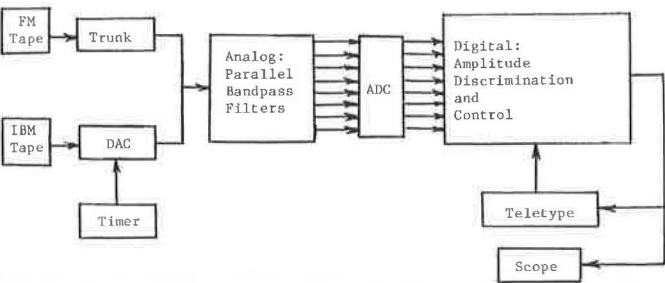 FM
Tape
Trunk
IBM
Tape
DAC
Timer
Analog:
Parallel
Bandpass
Filters
ADC
Digital:
Amplitude
Discrimination
and
Control
Teletype
Scope